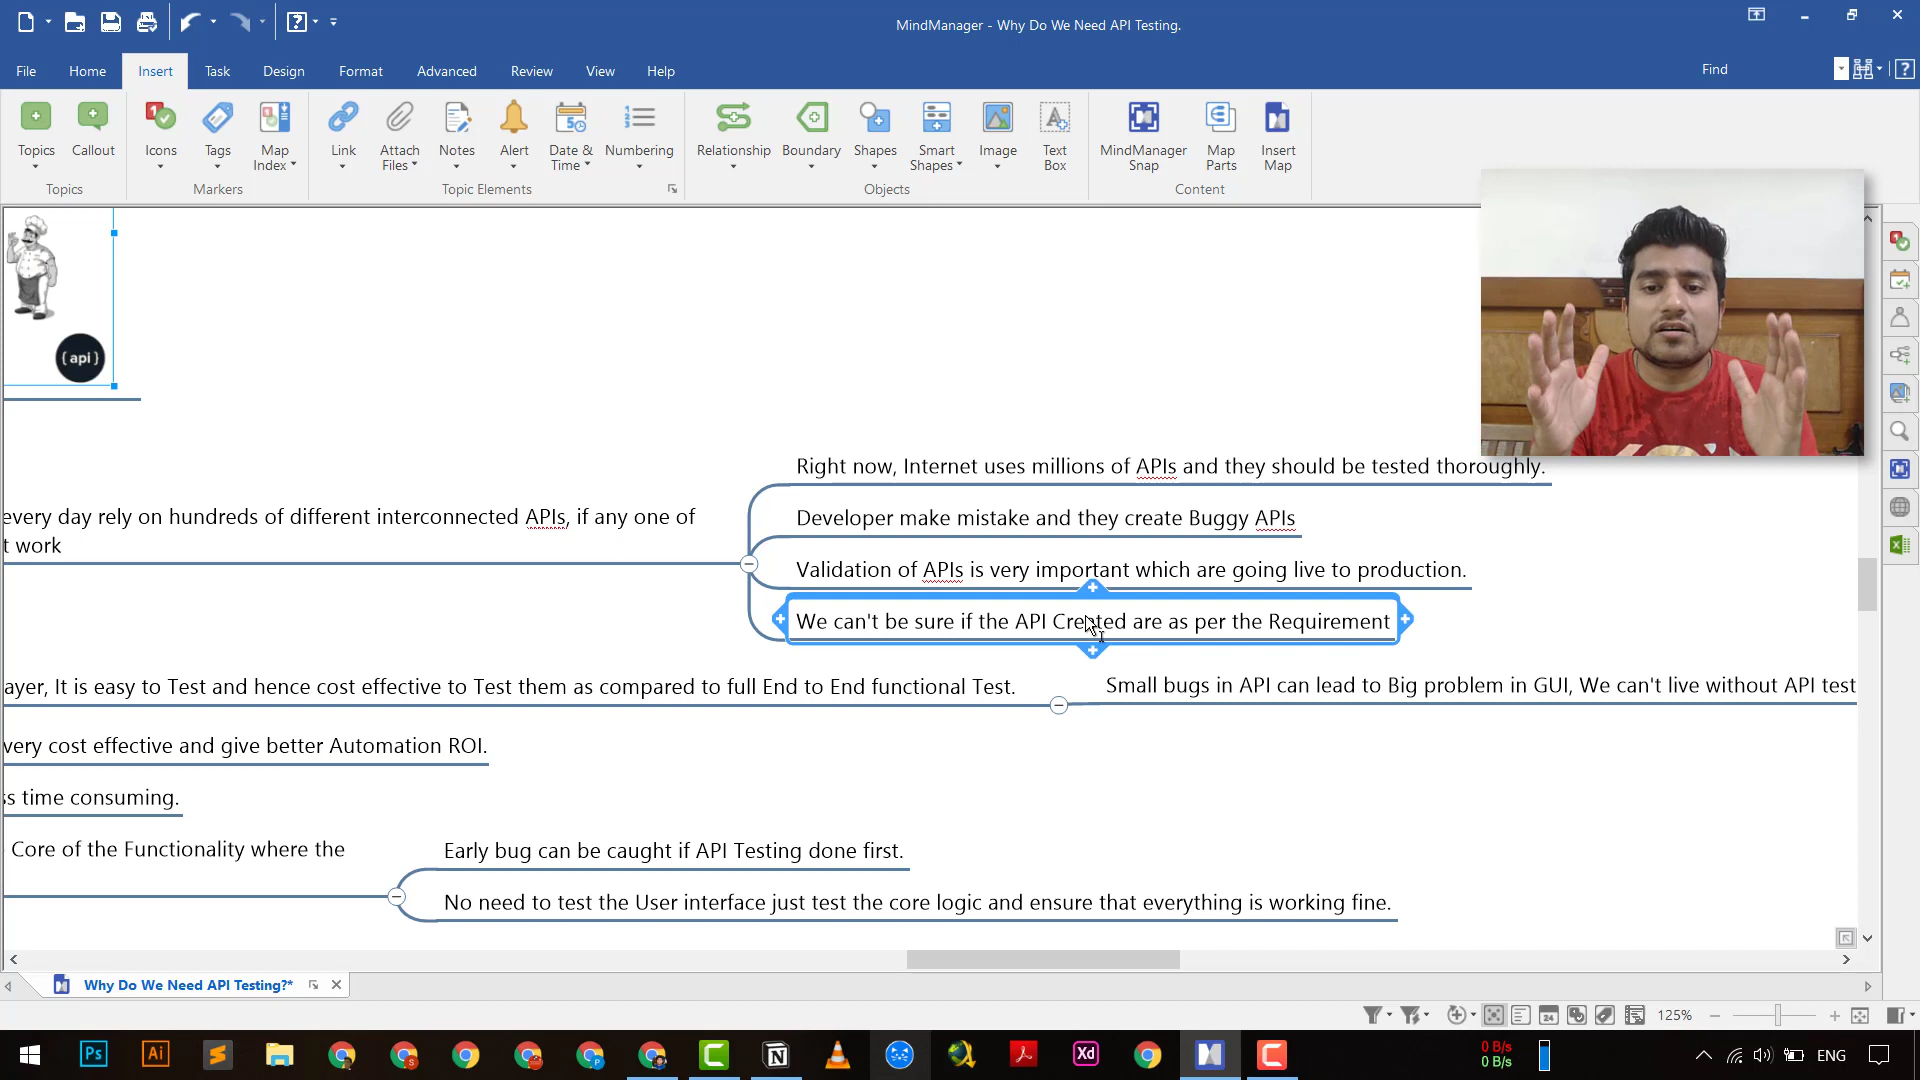 MindManager - Why Do We Need API Testing.
File Home Insert Task Design Format Advanced Review View Help Find
Topics Callout Icons Tags Map Index Link Attach Files Notes Alert Date & Time Numbering Relationship Boundary Shapes Smart Shapes Image Text Box MindManager Snap Map Parts Insert Map
Topics Markers Topic Elements Objects Content
{ api }
Right now, Internet uses millions of APIs and they should be tested thoroughly.
every day rely on hundreds of different interconnected APIs, if any one of
t work
Developer make mistake and they create Buggy APIs
Validation of APIs is very important which are going live to production.
We can't be sure if the API Created are as per the Requirement
ayer, It is easy to Test and hence cost effective to Test them as compared to full End to End functional Test.
Small bugs in API can lead to Big problem in GUI, We can't live without API test
very cost effective and give better Automation ROI.
ss time consuming.
Core of the Functionality where the
Early bug can be caught if API Testing done first.
No need to test the User interface just test the core logic and ensure that everything is working fine.
Why Do We Need API Testing?*
125%
Ps Ai Xd
0 B/s
0 B/s
ENG